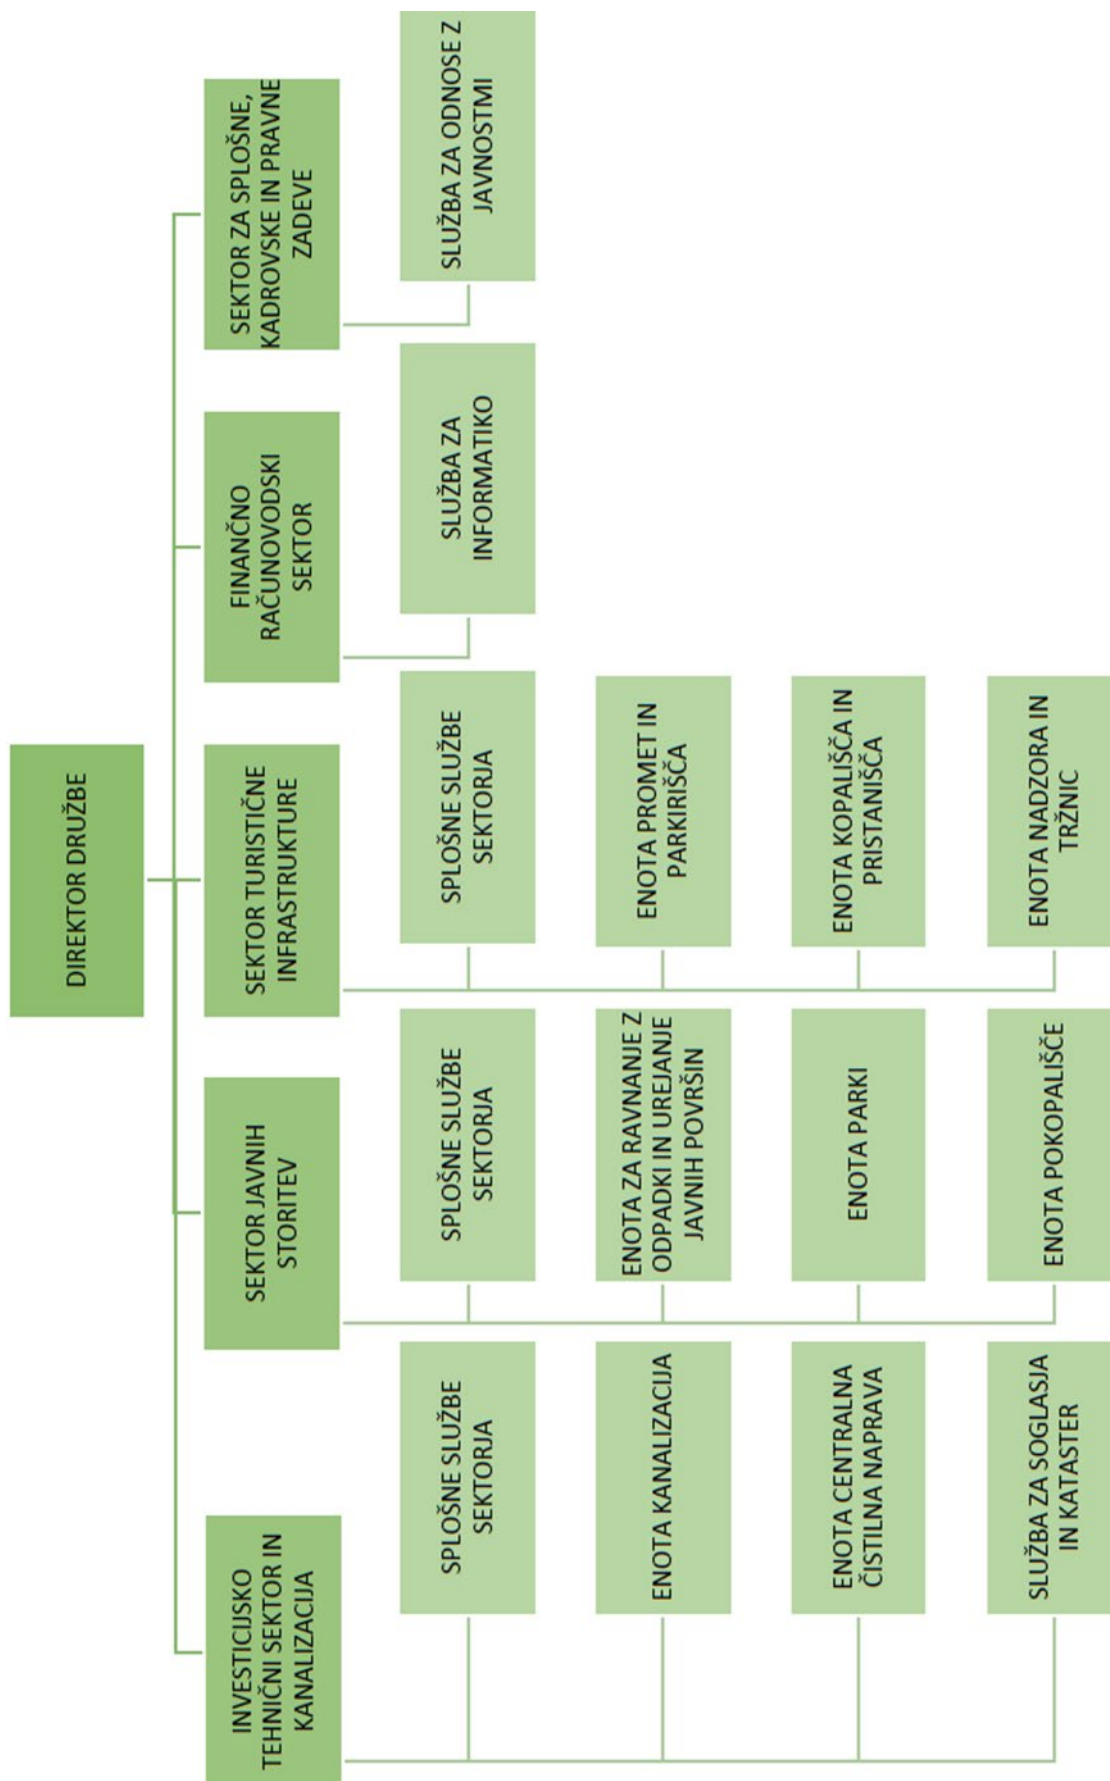 DIREKTOR DRUŽBE
INVESTICIJSKO
TEHNIČNI SEKTOR IN
KANALIZACIJA
SEKTOR JAVNIH
STORITEV
SEKTOR TURISTIČNE
INFRASTRUKTURE
FINANČNO
RAČUNOVODSKI
SEKTOR
SEKTOR ZA SPLOŠNE,
KADROVSKE IN PRAVNE
ZADEVE
SPLOŠNE SLUŽBE
SEKTORJA
SPLOŠNE SLUŽBE
SEKTORJA
SPLOŠNE SLUŽBE
SEKTORJA
SLUŽBA ZA
INFORMATIKO
SLUŽBA ZA ODNOSE Z
JAVNOSTMI
ENOTA KANALIZACIJA
ENOTA ZA RAVNANJE Z
ODPADKI IN UREJANJE
JAVNIH POVRŠIN
ENOTA PROMET IN
PARKIRIŠČA
ENOTA CENTRALNA
ČISTILNA NAPRAVA
ENOTA PARKI
ENOTA KOPALIŠČA IN
PRISTANIŠČA
SLUŽBA ZA SOGLASJA
IN KATASTER
ENOTA POKOPALIŠČE
ENOTA NADZORA IN
TRŽNIC